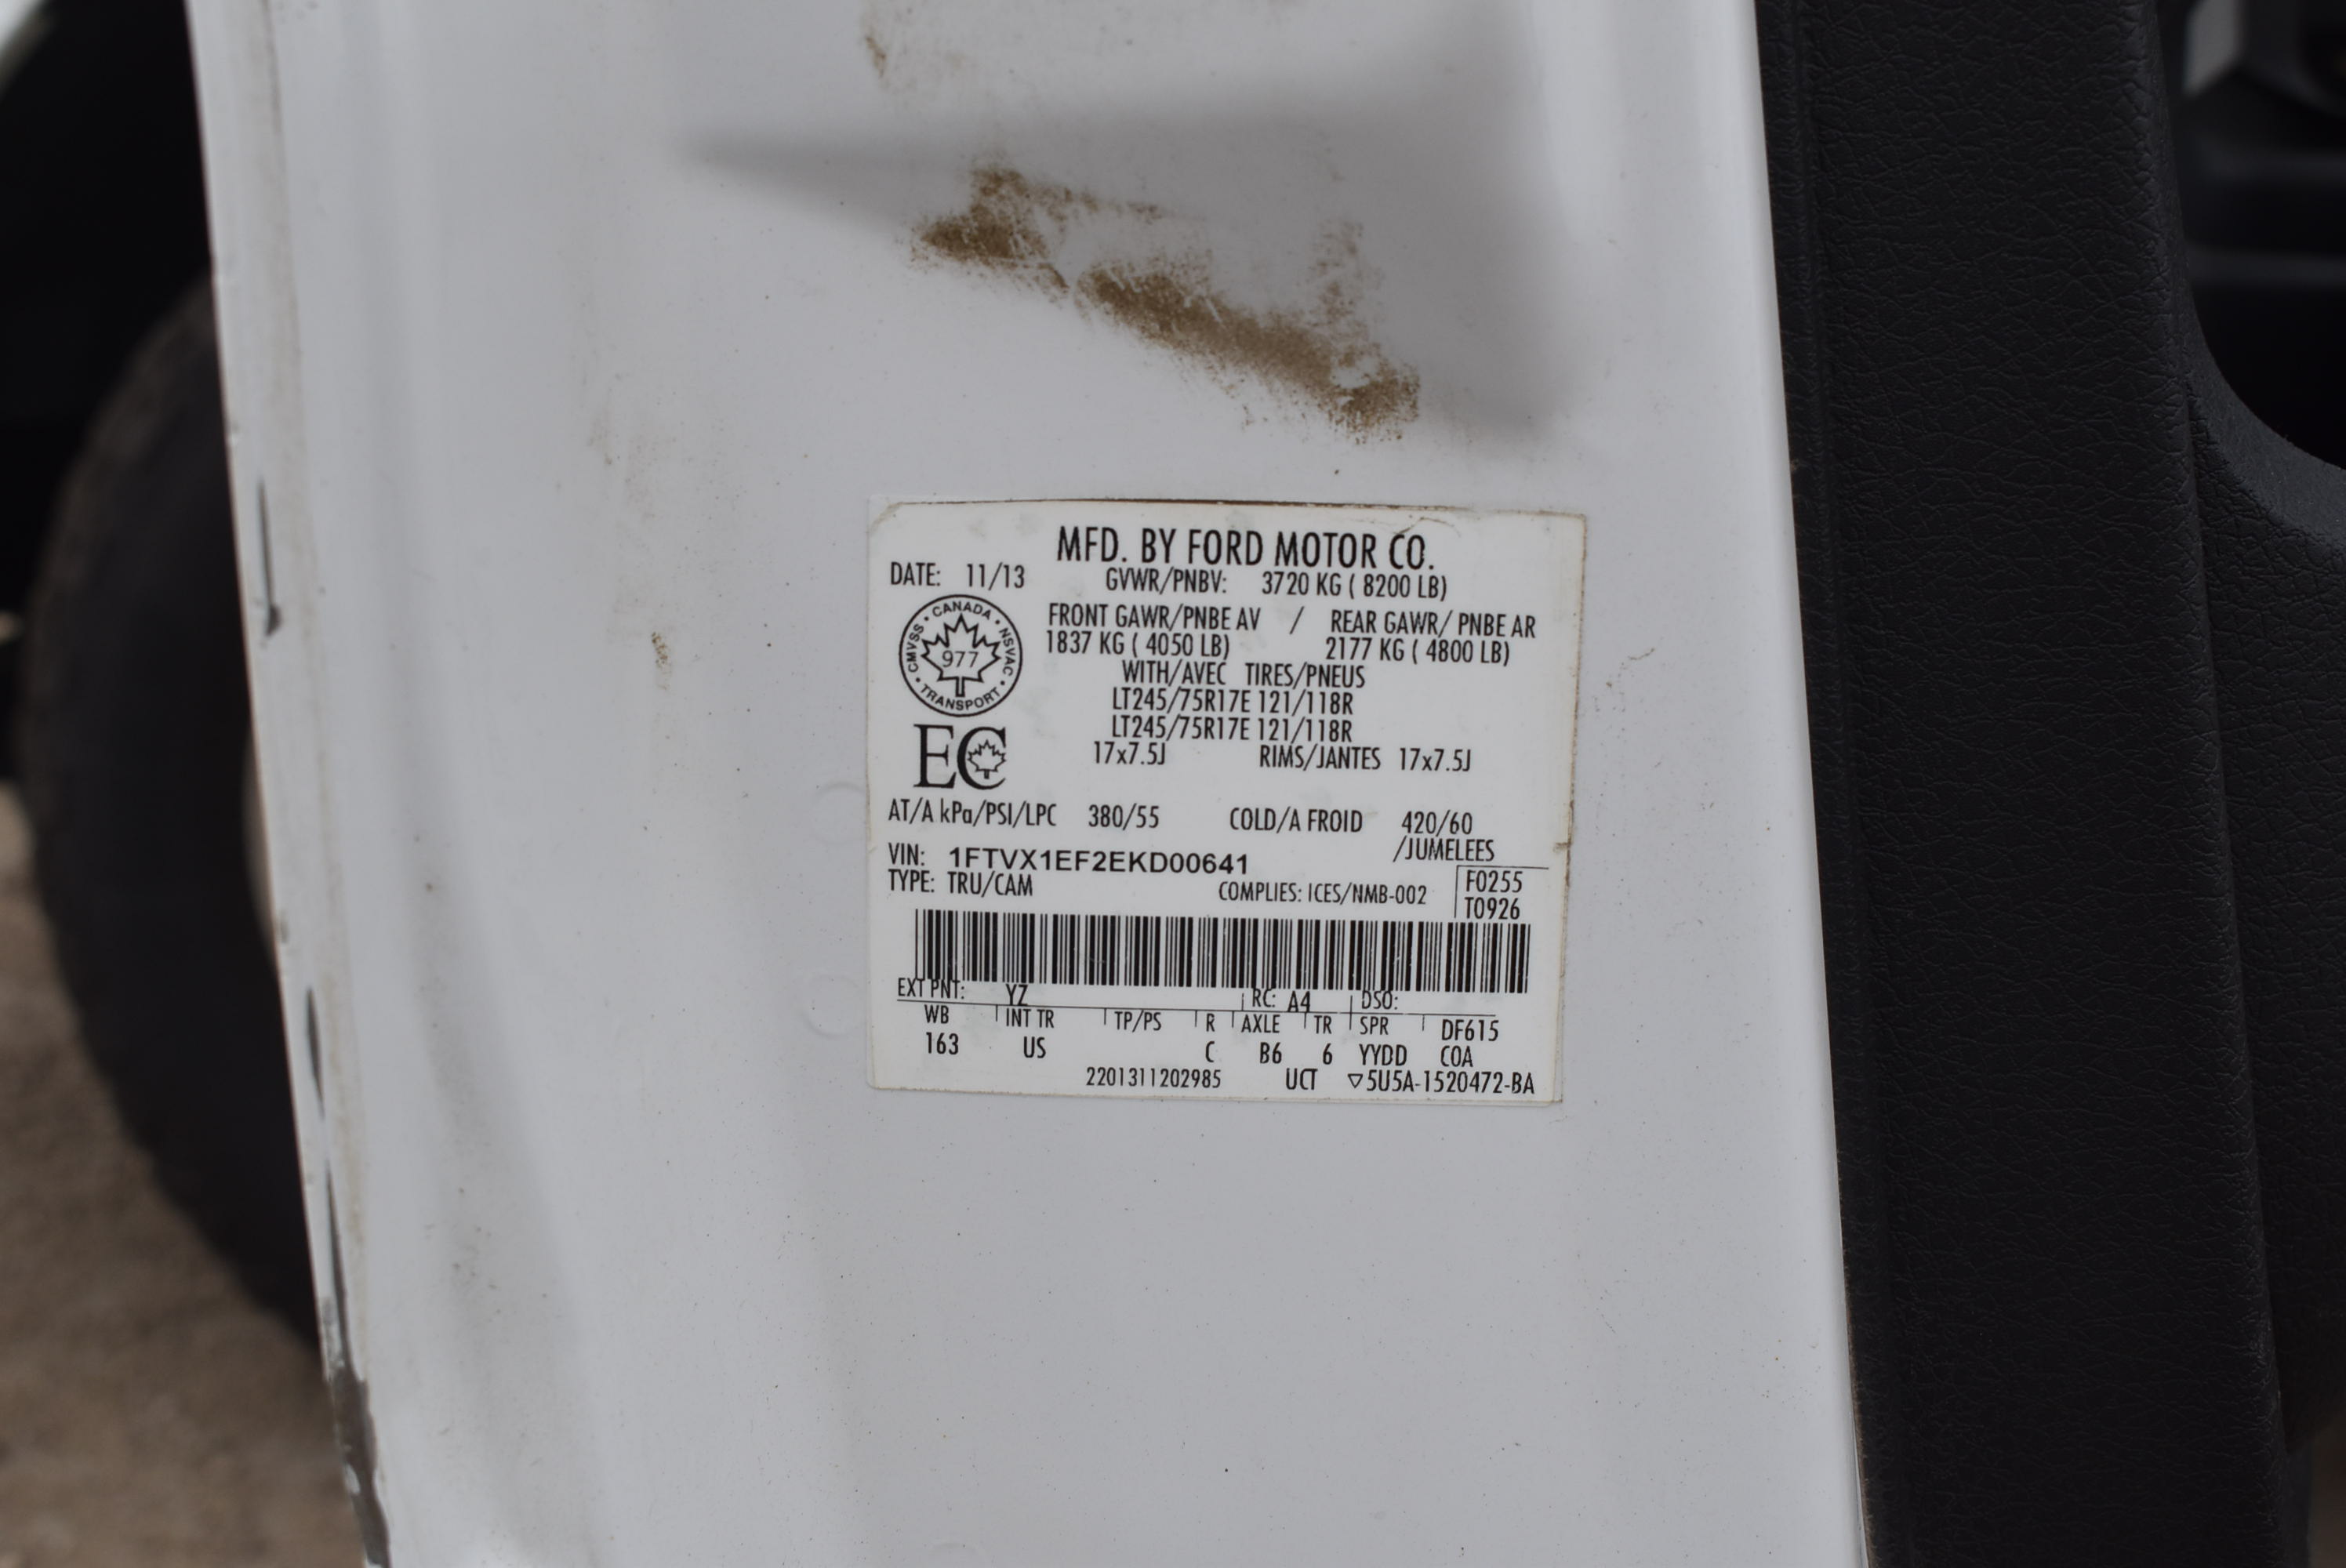 MFD. BY FORD MOTOR CO.
DATE: 11/13 GVWR/PNBV: 3720 KG ( 8200 LB)
FRONT GAWR/PNBE AV / REAR GAWR/ PNBE AR
1837 KG ( 4050 LB) 2177 KG ( 4800 LB)
WITH/AVEC TIRES/PNEUS
LT245/75R17E 121/118R
LT245/75R17E 121/118R
17x7.5J RIMS/JANTES 17x7.5J
• CANADA • NSVAC • TRANSPORT • CMVSS
977
EC
AT/A kPa/PSI/LPC 380/55 COLD/A FROID 420/60
/JUMELEES
VIN: 1FTVX1EF2EKD00641
TYPE: TRU/CAM COMPLIES: ICES/NMB-002
F0255
T0926
EXT PNT: YZ RC: A4 DSO:
WB INT TR TP/PS R AXLE TR SPR DF615
163 US C B6 6 YYDD COA
2201311202985 UCT ▽5U5A-1520472-BA